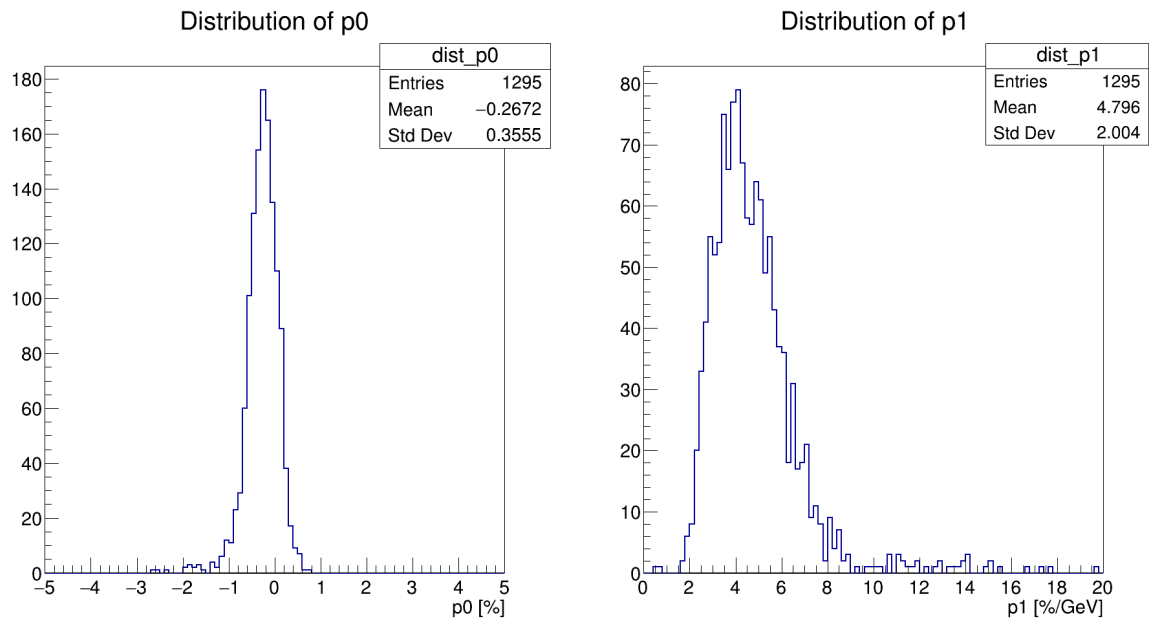 Distribution of p0
dist_p0
Entries 1295
Mean −0.2672
Std Dev 0.3555
180
160
140
120
100
80
60
40
20
0
−5 −4 −3 −2 −1 0 1 2 3 4 5
p0 [%]
Distribution of p1
dist_p1
Entries 1295
Mean 4.796
Std Dev 2.004
80
70
60
50
40
30
20
10
0
0 2 4 6 8 10 12 14 16 18 20
p1 [%/GeV]